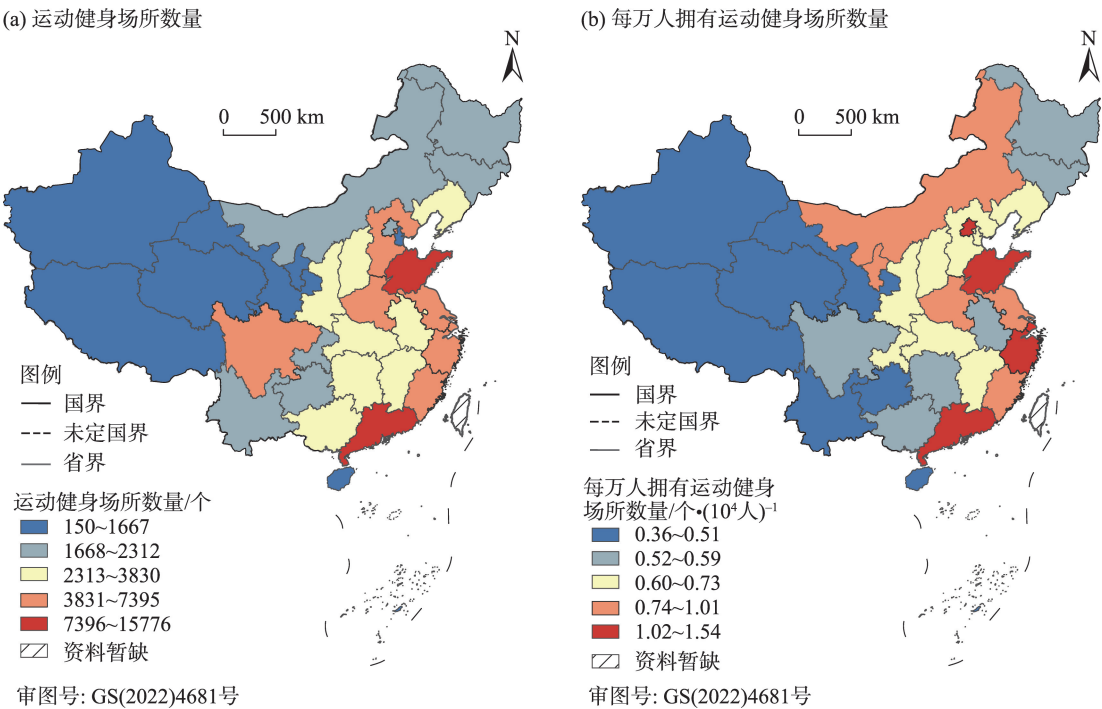 (a) 运动健身场所数量
N
0 500 km
图例
国界
未定国界
省界
运动健身场所数量/个
150~1667
1668~2312
2313~3830
3831~7395
7396~15776
资料暂缺
审图号: GS(2022)4681号
(b) 每万人拥有运动健身场所数量
N
0 500 km
图例
国界
未定国界
省界
每万人拥有运动健身
场所数量/个•(10⁴人)⁻¹
0.36~0.51
0.52~0.59
0.60~0.73
0.74~1.01
1.02~1.54
资料暂缺
审图号: GS(2022)4681号